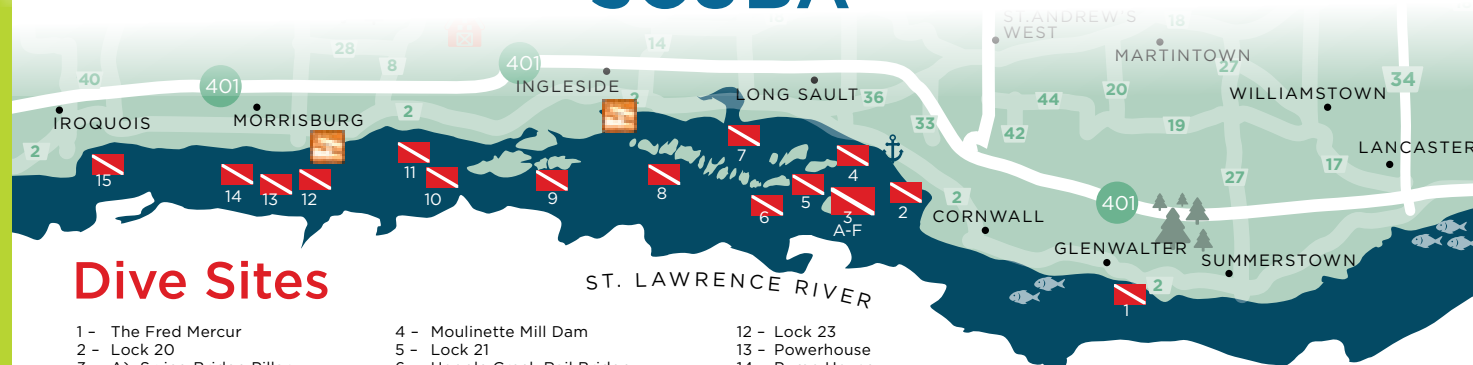 SCUBA
ST.ANDREW'S
WEST
18
MARTINTOWN
28
14
8
401
27
40
401
INGLESIDE
2
LONG SAULT
36
20
44
WILLIAMSTOWN
34
IROQUOIS
MORRISBURG
2
33
42
19
LANCASTER
2
17
27
15
14
13
12
11
10
9
8
7
6
5
4
3
A-F
2
2
CORNWALL
401
GLENWALTER
SUMMERSTOWN
2
1
Dive Sites
ST. LAWRENCE RIVER
1 – The Fred Mercur
2 – Lock 20
4 – Moulinette Mill Dam
5 – Lock 21
12 – Lock 23
13 – Powerhouse